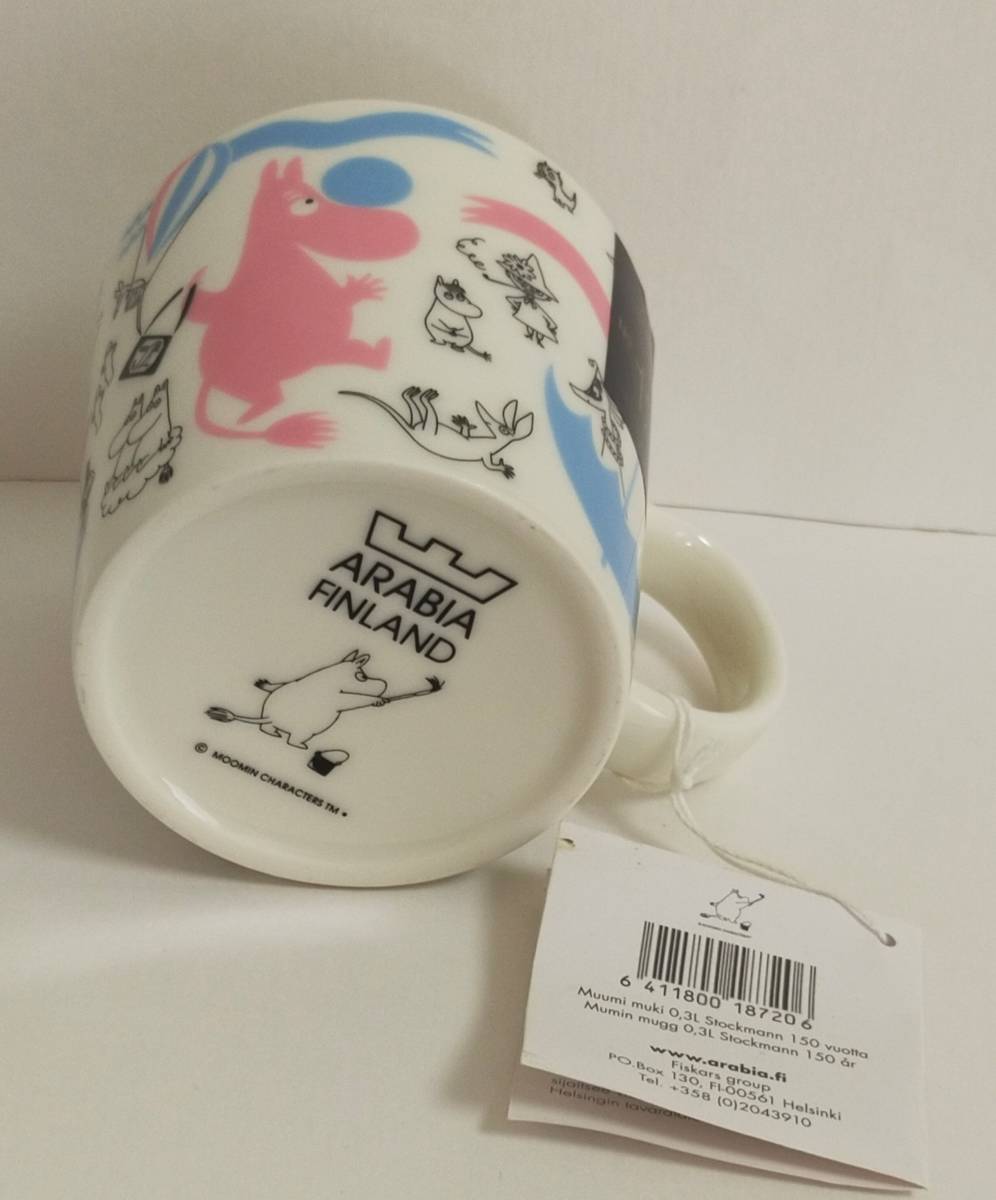 ARABIA
FINLAND
© MOOMIN CHARACTERS TM
6 411800 187206
Muumi muki 0,3L Stockmann 150 vuotta
Mumin mugg 0,3L Stockmann 150 år
www.arabia.fi
Fiskars group
PO.Box 130, FI-00561 Helsinki
Tel. +358 (0)2043910
Helsingin